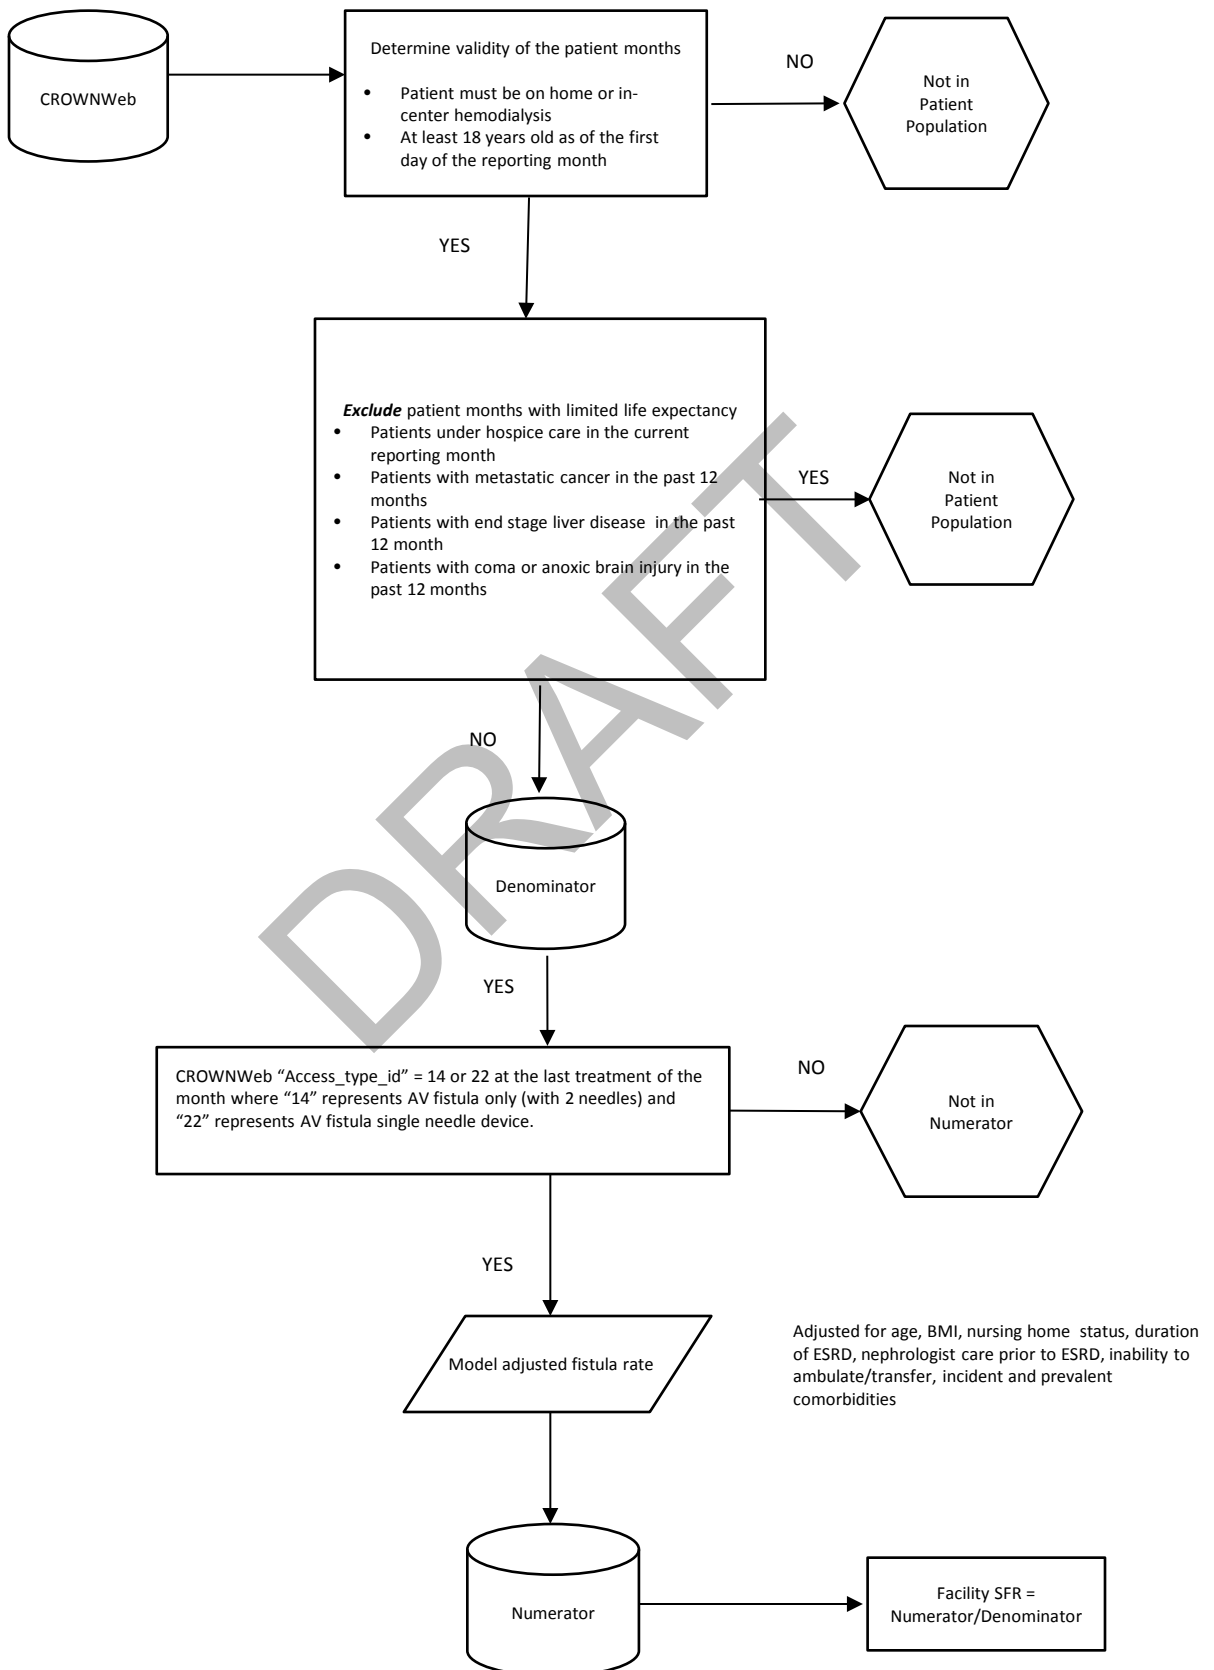 CROWNWeb
Determine validity of the patient months
• Patient must be on home or in-
center hemodialysis
• At least 18 years old as of the first
day of the reporting month
NO
Not in
Patient
Population
YES
Exclude patient months with limited life expectancy
• Patients under hospice care in the current
reporting month
• Patients with metastatic cancer in the past 12
months
• Patients with end stage liver disease in the past
12 month
• Patients with coma or anoxic brain injury in the
past 12 months
YES
Not in
Patient
Population
DRAFT
NO
Denominator
YES
CROWNWeb “Access_type_id” = 14 or 22 at the last treatment of the
month where “14” represents AV fistula only (with 2 needles) and
“22” represents AV fistula single needle device.
NO
Not in
Numerator
YES
Model adjusted fistula rate
Adjusted for age, BMI, nursing home status, duration
of ESRD, nephrologist care prior to ESRD, inability to
ambulate/transfer, incident and prevalent
comorbidities
Numerator
Facility SFR =
Numerator/Denominator